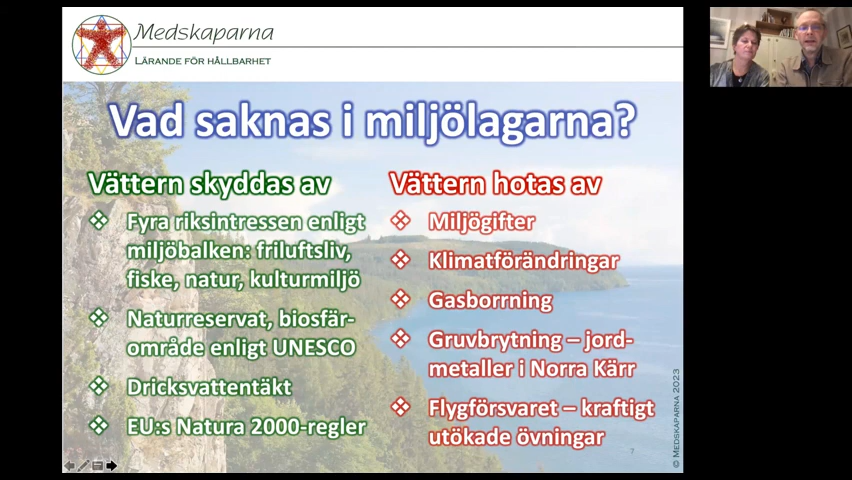 Medskaparna
LÄRANDE FÖR HÅLLBARHET
Vad saknas i miljölagarna?
Vättern skyddas av
❖ Fyra riksintressen enligt
miljöbalken: friluftsliv,
fiske, natur, kulturmiljö
❖ Naturreservat, biosfär-
område enligt UNESCO
❖ Dricksvattentäkt
❖ EU:s Natura 2000-regler
Vättern hotas av
❖ Miljögifter
❖ Klimatförändringar
❖ Gasborrning
❖ Gruvbrytning – jord-
metaller i Norra Kärr
❖ Flygförsvaret – kraftigt
utökade övningar
7
© MEDSKAPARNA 2023